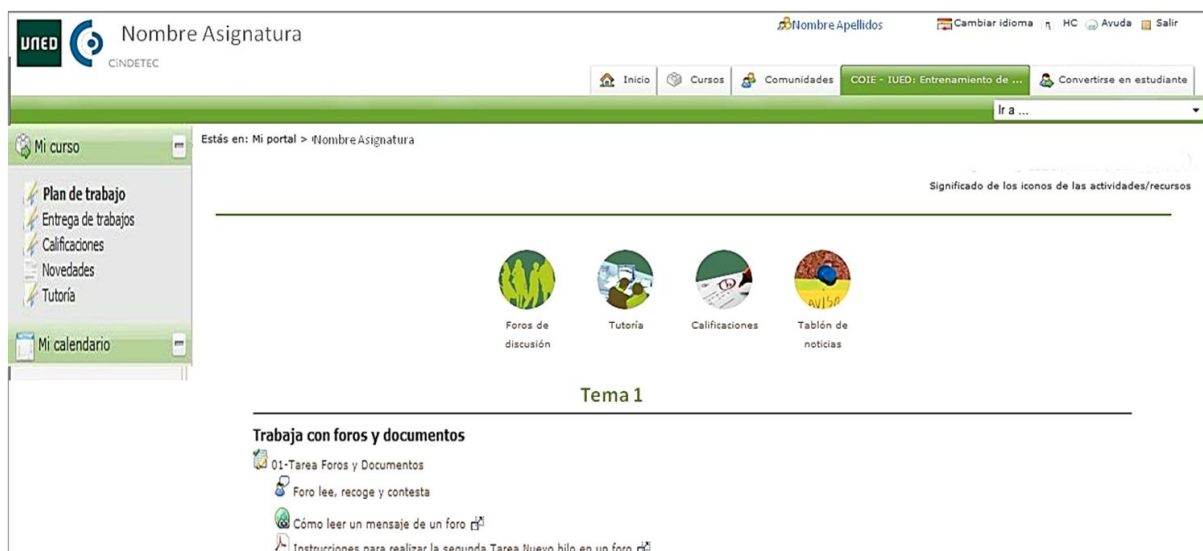 UNED
CiNDETEC
Nombre Asignatura
Nombre Apellidos
Cambiar idioma HC Ayuda Salir
Inicio Cursos Comunidades COIE - IUED: Entrenamiento de ... Convertirse en estudiante
Ir a ...
Mi curso
Estás en: Mi portal > Nombre Asignatura
Significado de los iconos de las actividades/recursos
Plan de trabajo
Entrega de trabajos
Calificaciones
Novedades
Tutoría
Mi calendario
AVISO
Foros de
discusión
Tutoría
Calificaciones
Tablón de
noticias
Tema 1
Trabaja con foros y documentos
01-Tarea Foros y Documentos
Foro lee, recoge y contesta
Cómo leer un mensaje de un foro
Instrucciones para realizar la segunda Tarea Nuevo hilo en un foro